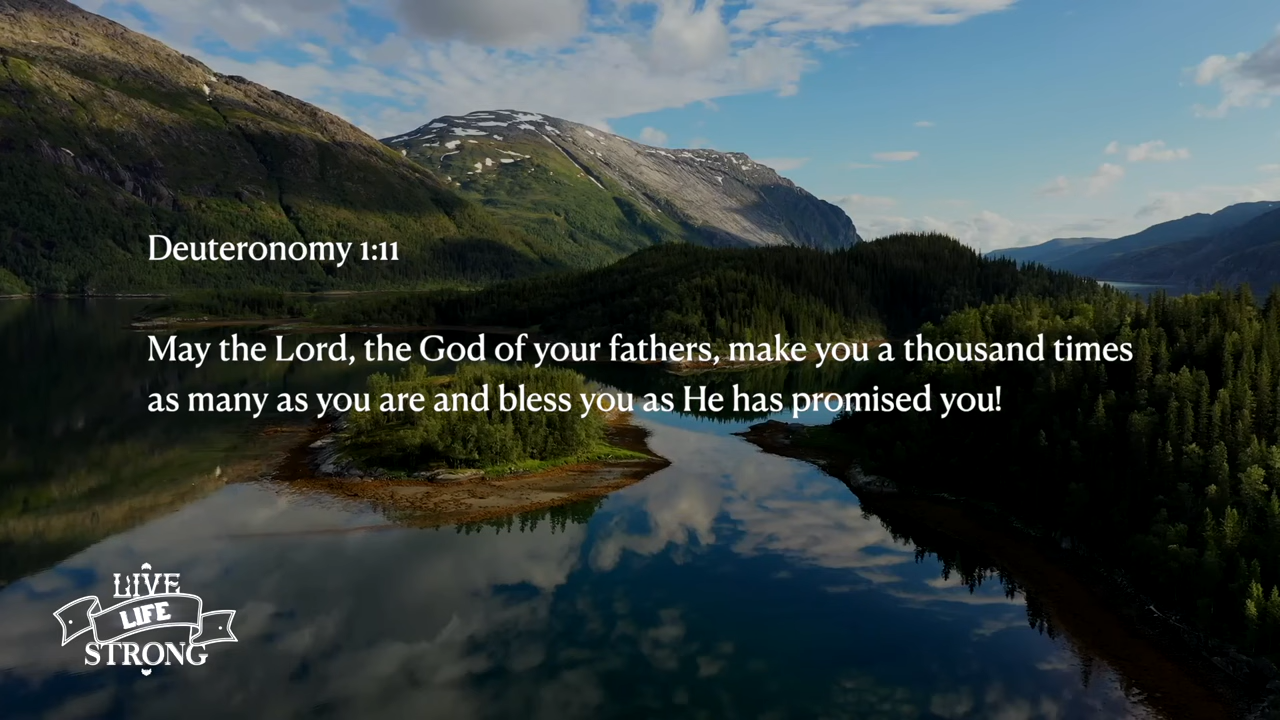 Deuteronomy 1:11
May the Lord, the God of your fathers, make you a thousand times
as many as you are and bless you as He has promised you!
LIVE
LIFE
STRONG